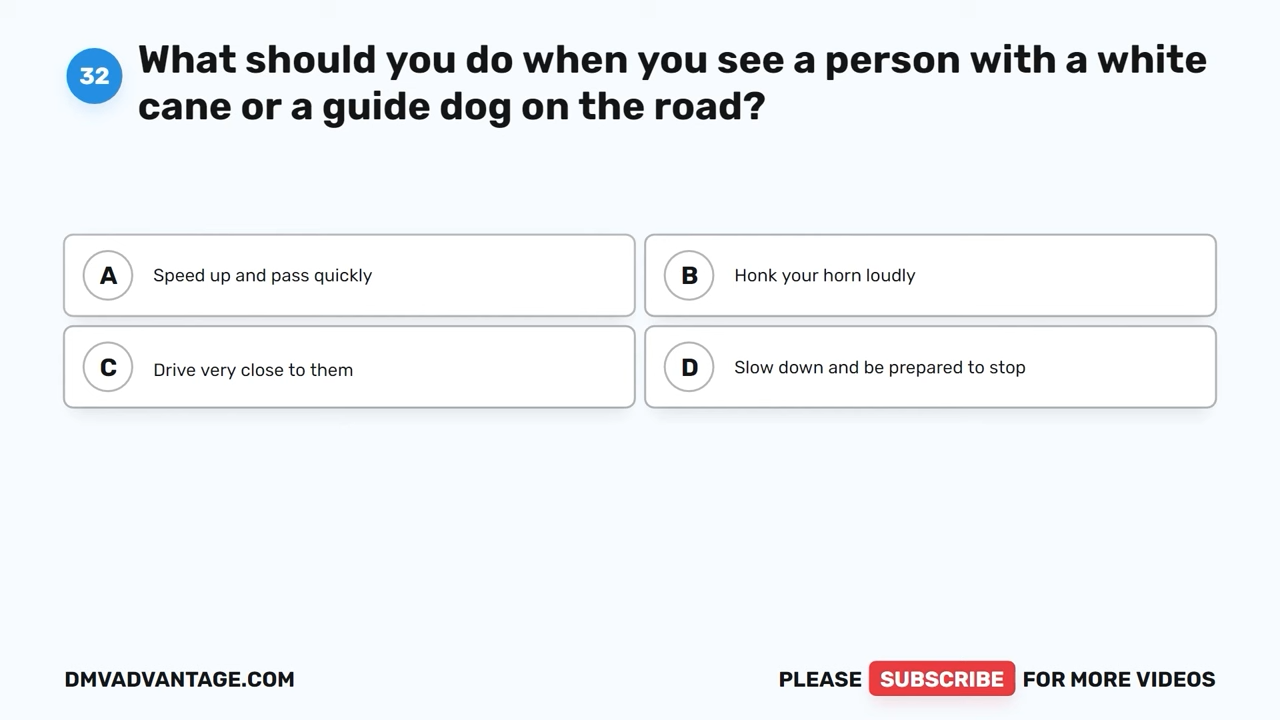 32
What should you do when you see a person with a white
cane or a guide dog on the road?
A
Speed up and pass quickly
B
Honk your horn loudly
C
Drive very close to them
D
Slow down and be prepared to stop
DMVADVANTAGE.COM
PLEASE SUBSCRIBE FOR MORE VIDEOS